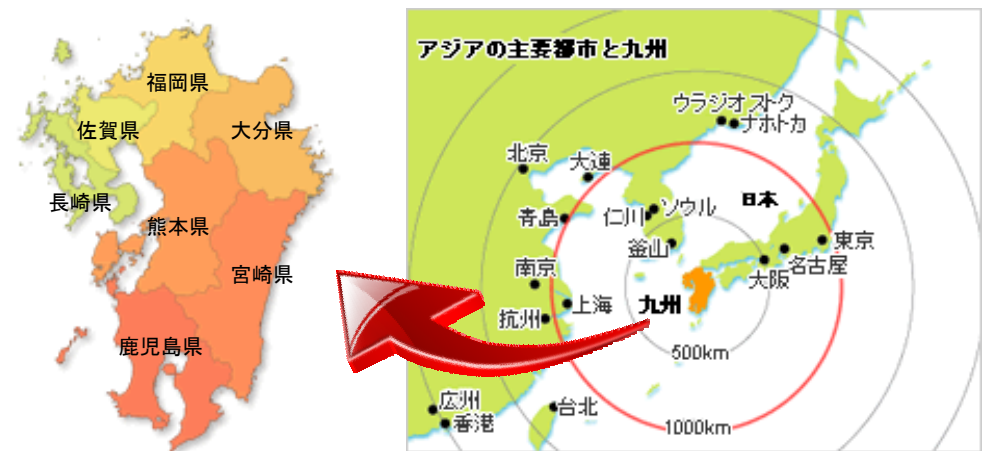 福岡県
佐賀県
大分県
長崎県
熊本県
宮崎県
鹿児島県
アジアの主要都市と九州
ウラジオストク
ナホトカ
北京
大連
日本
青島
仁川
ソウル
釜山
東京
名古屋
大阪
南京
上海
九州
杭州
500km
広州
香港
台北
1000km